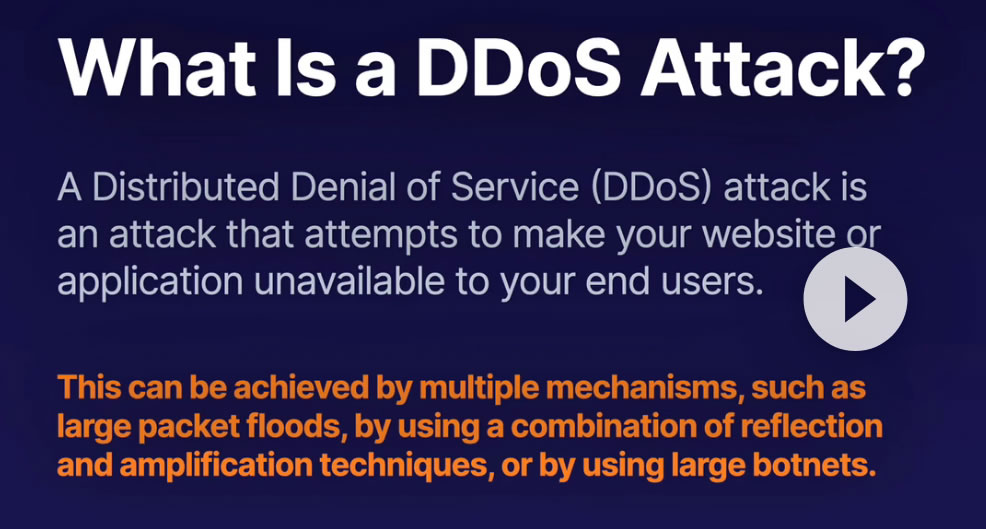 What Is a DDoS Attack?
A Distributed Denial of Service (DDoS) attack is
an attack that attempts to make your website or
application unavailable to your end users.
This can be achieved by multiple mechanisms, such as
large packet floods, by using a combination of reflection
and amplification techniques, or by using large botnets.